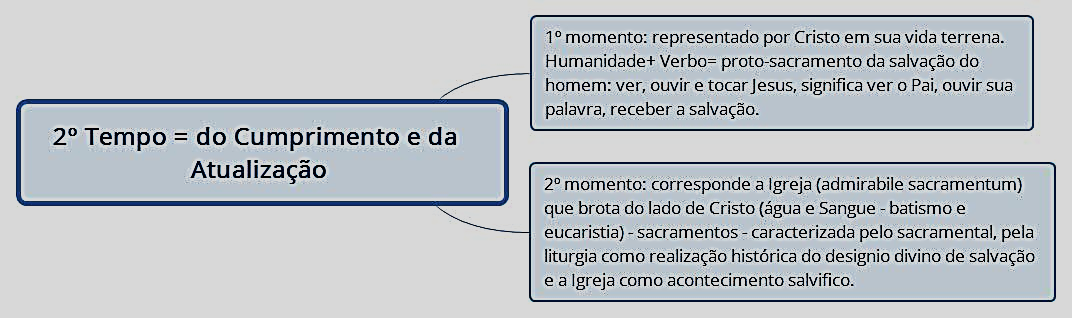 2º Tempo = do Cumprimento e da
Atualização
1º momento: representado por Cristo em sua vida terrena.
Humanidade+ Verbo= proto-sacramento da salvação do
homem: ver, ouvir e tocar Jesus, significa ver o Pai, ouvir sua
palavra, receber a salvação.
2º momento: corresponde a Igreja (admirabile sacramentum)
que brota do lado de Cristo (água e Sangue - batismo e
eucaristia) - sacramentos - caracterizada pelo sacramental, pela
liturgia como realização histórica do designio divino de salvação
e a Igreja como acontecimento salvifico.